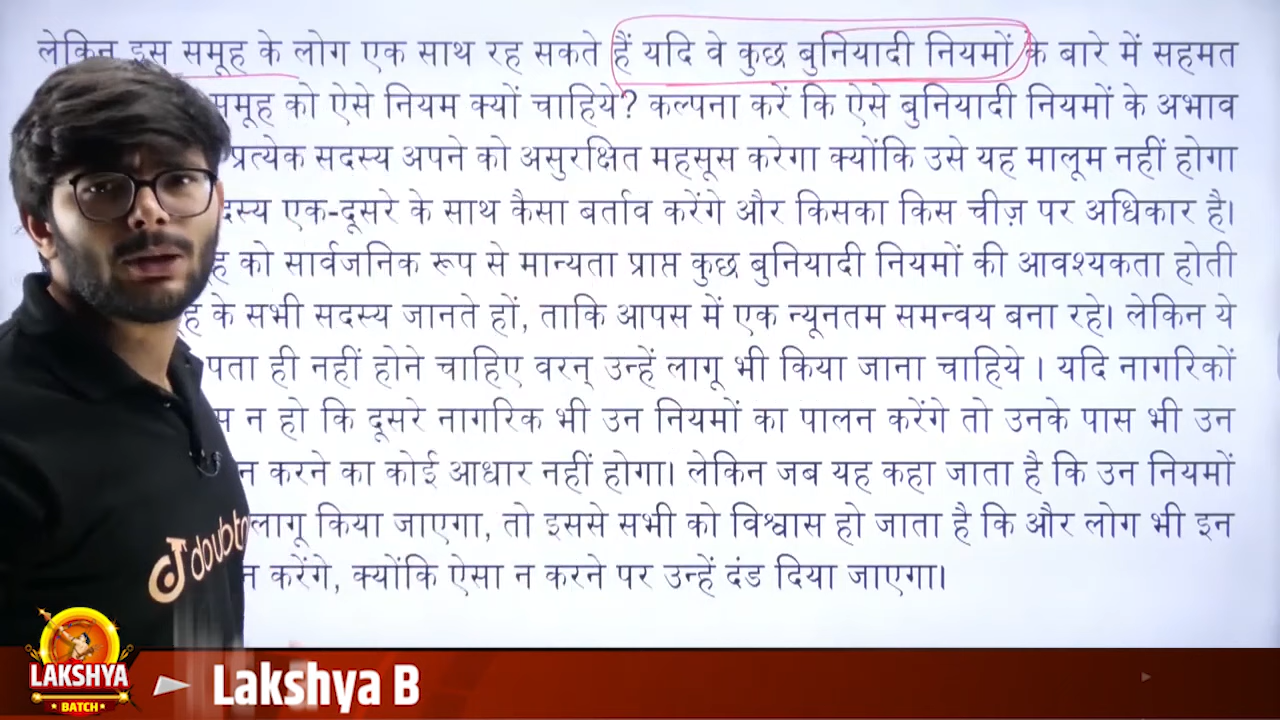 लेकिन इस समूह के लोग एक साथ रह सकते हैं यदि वे कुछ बुनियादी नियमों के बारे में सहमत
समूह को ऐसे नियम क्यों चाहिये? कल्पना करें कि ऐसे बुनियादी नियमों के अभाव
प्रत्येक सदस्य अपने को असुरक्षित महसूस करेगा क्योंकि उसे यह मालूम नहीं होगा
एक-दूसरे के साथ कैसा बर्ताव करेंगे और किसका किस चीज़ पर अधिकार है।
को सार्वजनिक रूप से मान्यता प्राप्त कुछ बुनियादी नियमों की आवश्यकता होती
के सभी सदस्य जानते हों, ताकि आपस में एक न्यूनतम समन्वय बना रहे। लेकिन ये
पता ही नहीं होने चाहिए वरन् उन्हें लागू भी किया जाना चाहिये । यदि नागरिकों
न हो कि दूसरे नागरिक भी उन नियमों का पालन करेंगे तो उनके पास भी उन
करने का कोई आधार नहीं होगा। लेकिन जब यह कहा जाता है कि उन नियमों
लागू किया जाएगा, तो इससे सभी को विश्वास हो जाता है कि और लोग भी इन
करेंगे, क्योंकि ऐसा न करने पर उन्हें दंड दिया जाएगा।
LAKSHYA
BATCH
Lakshya B